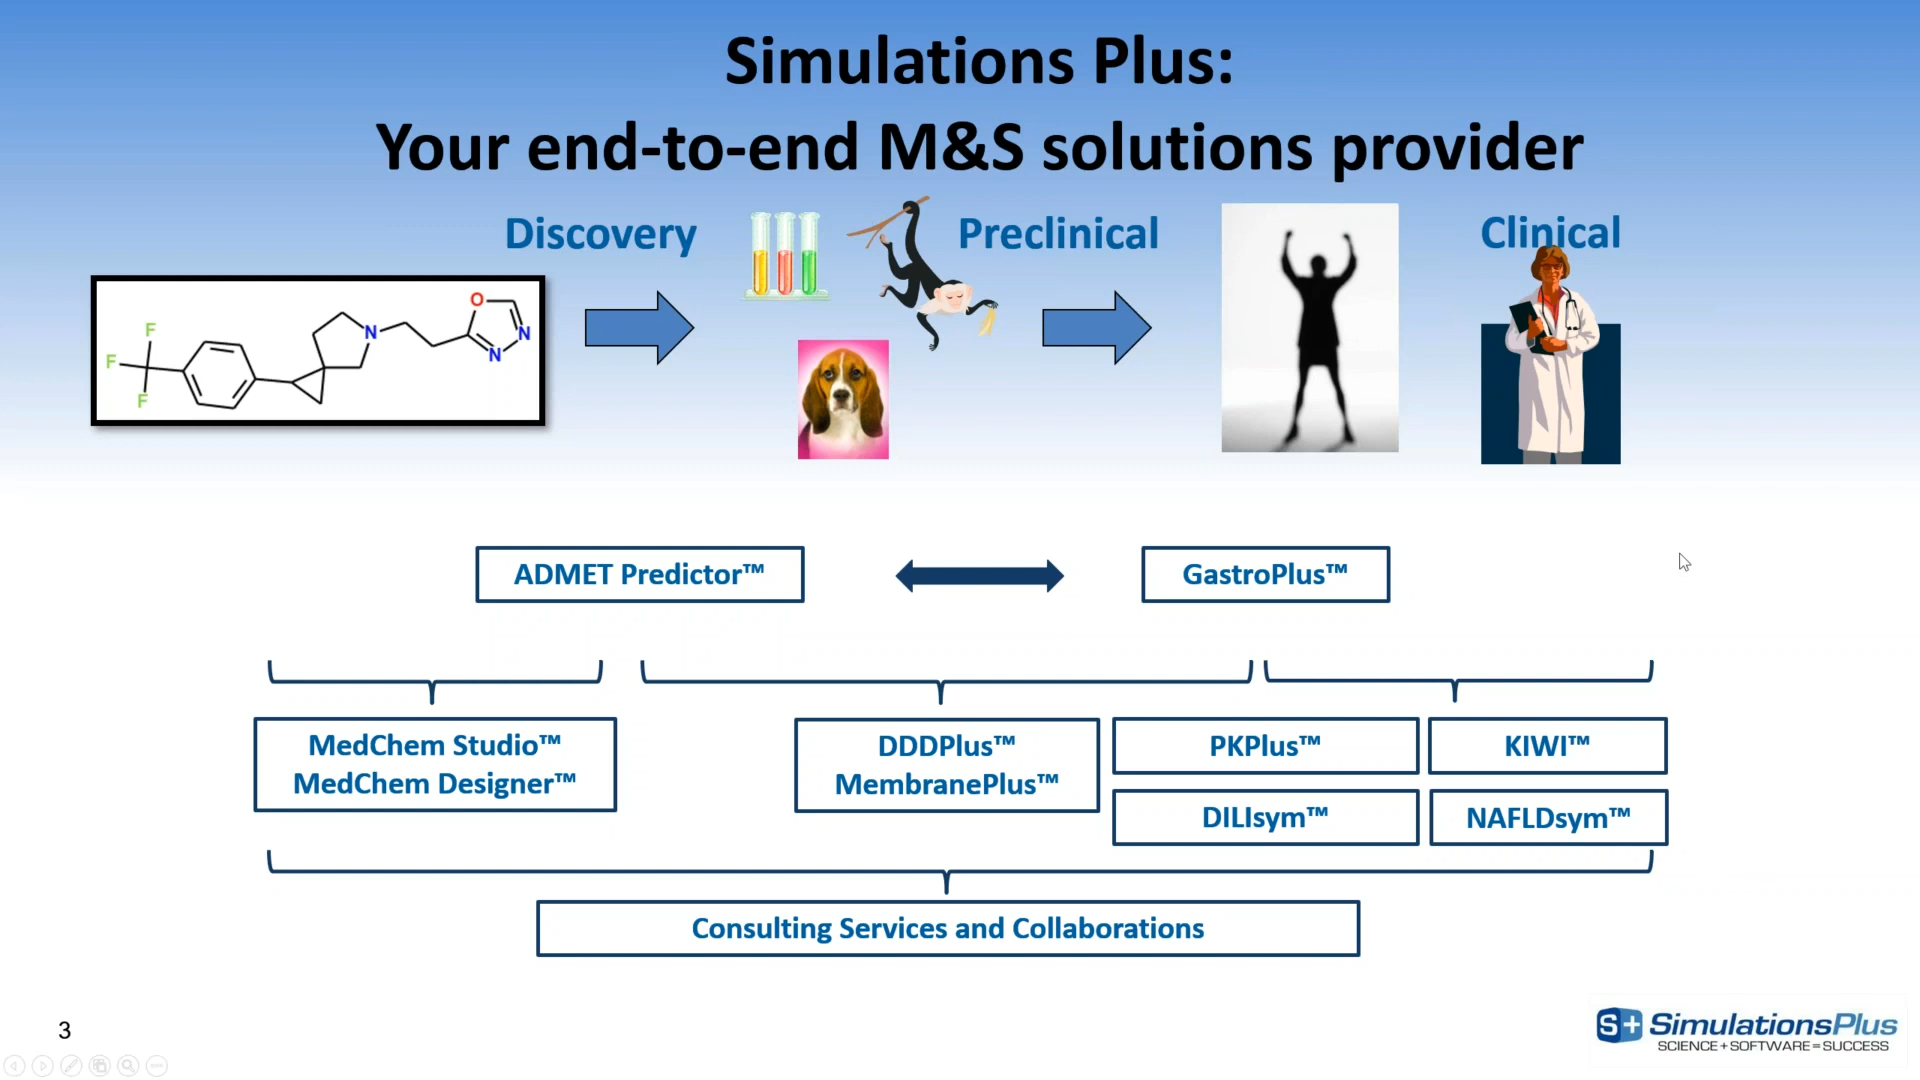 Simulations Plus:
Your end-to-end M&S solutions provider
Discovery
Preclinical
Clinical
F
F
F
N
O
N
N
ADMET Predictor™
GastroPlus™
MedChem Studio™
MedChem Designer™
DDDPlus™
MembranePlus™
PKPlus™
KIWI™
DILIsym™
NAFLDsym™
Consulting Services and Collaborations
3
S+ SimulationsPlus
SCIENCE+SOFTWARE=SUCCESS